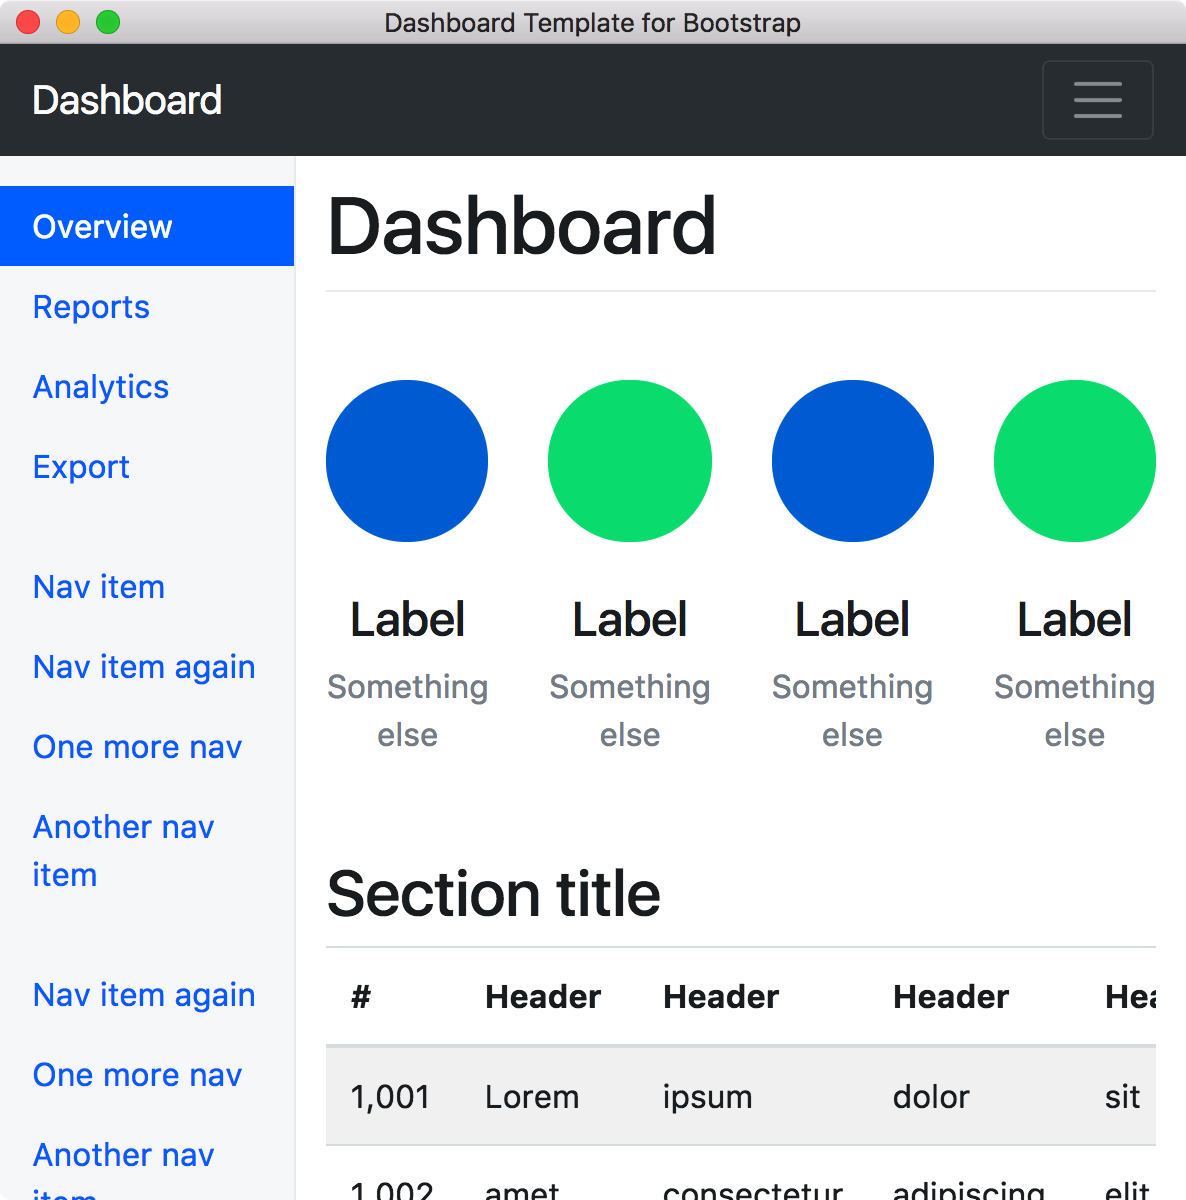 Dashboard Template for Bootstrap
Dashboard
Overview
Reports
Analytics
Export
Nav item
Nav item again
One more nav
Another nav
item
Nav item again
One more nav
Another nav
item
Dashboard
Label Label Label Label
Something Something Something Something
else else else else
Section title
# Header Header Header
1,001 Lorem ipsum dolor sit
1,002 amet consectetur adipiscing elit